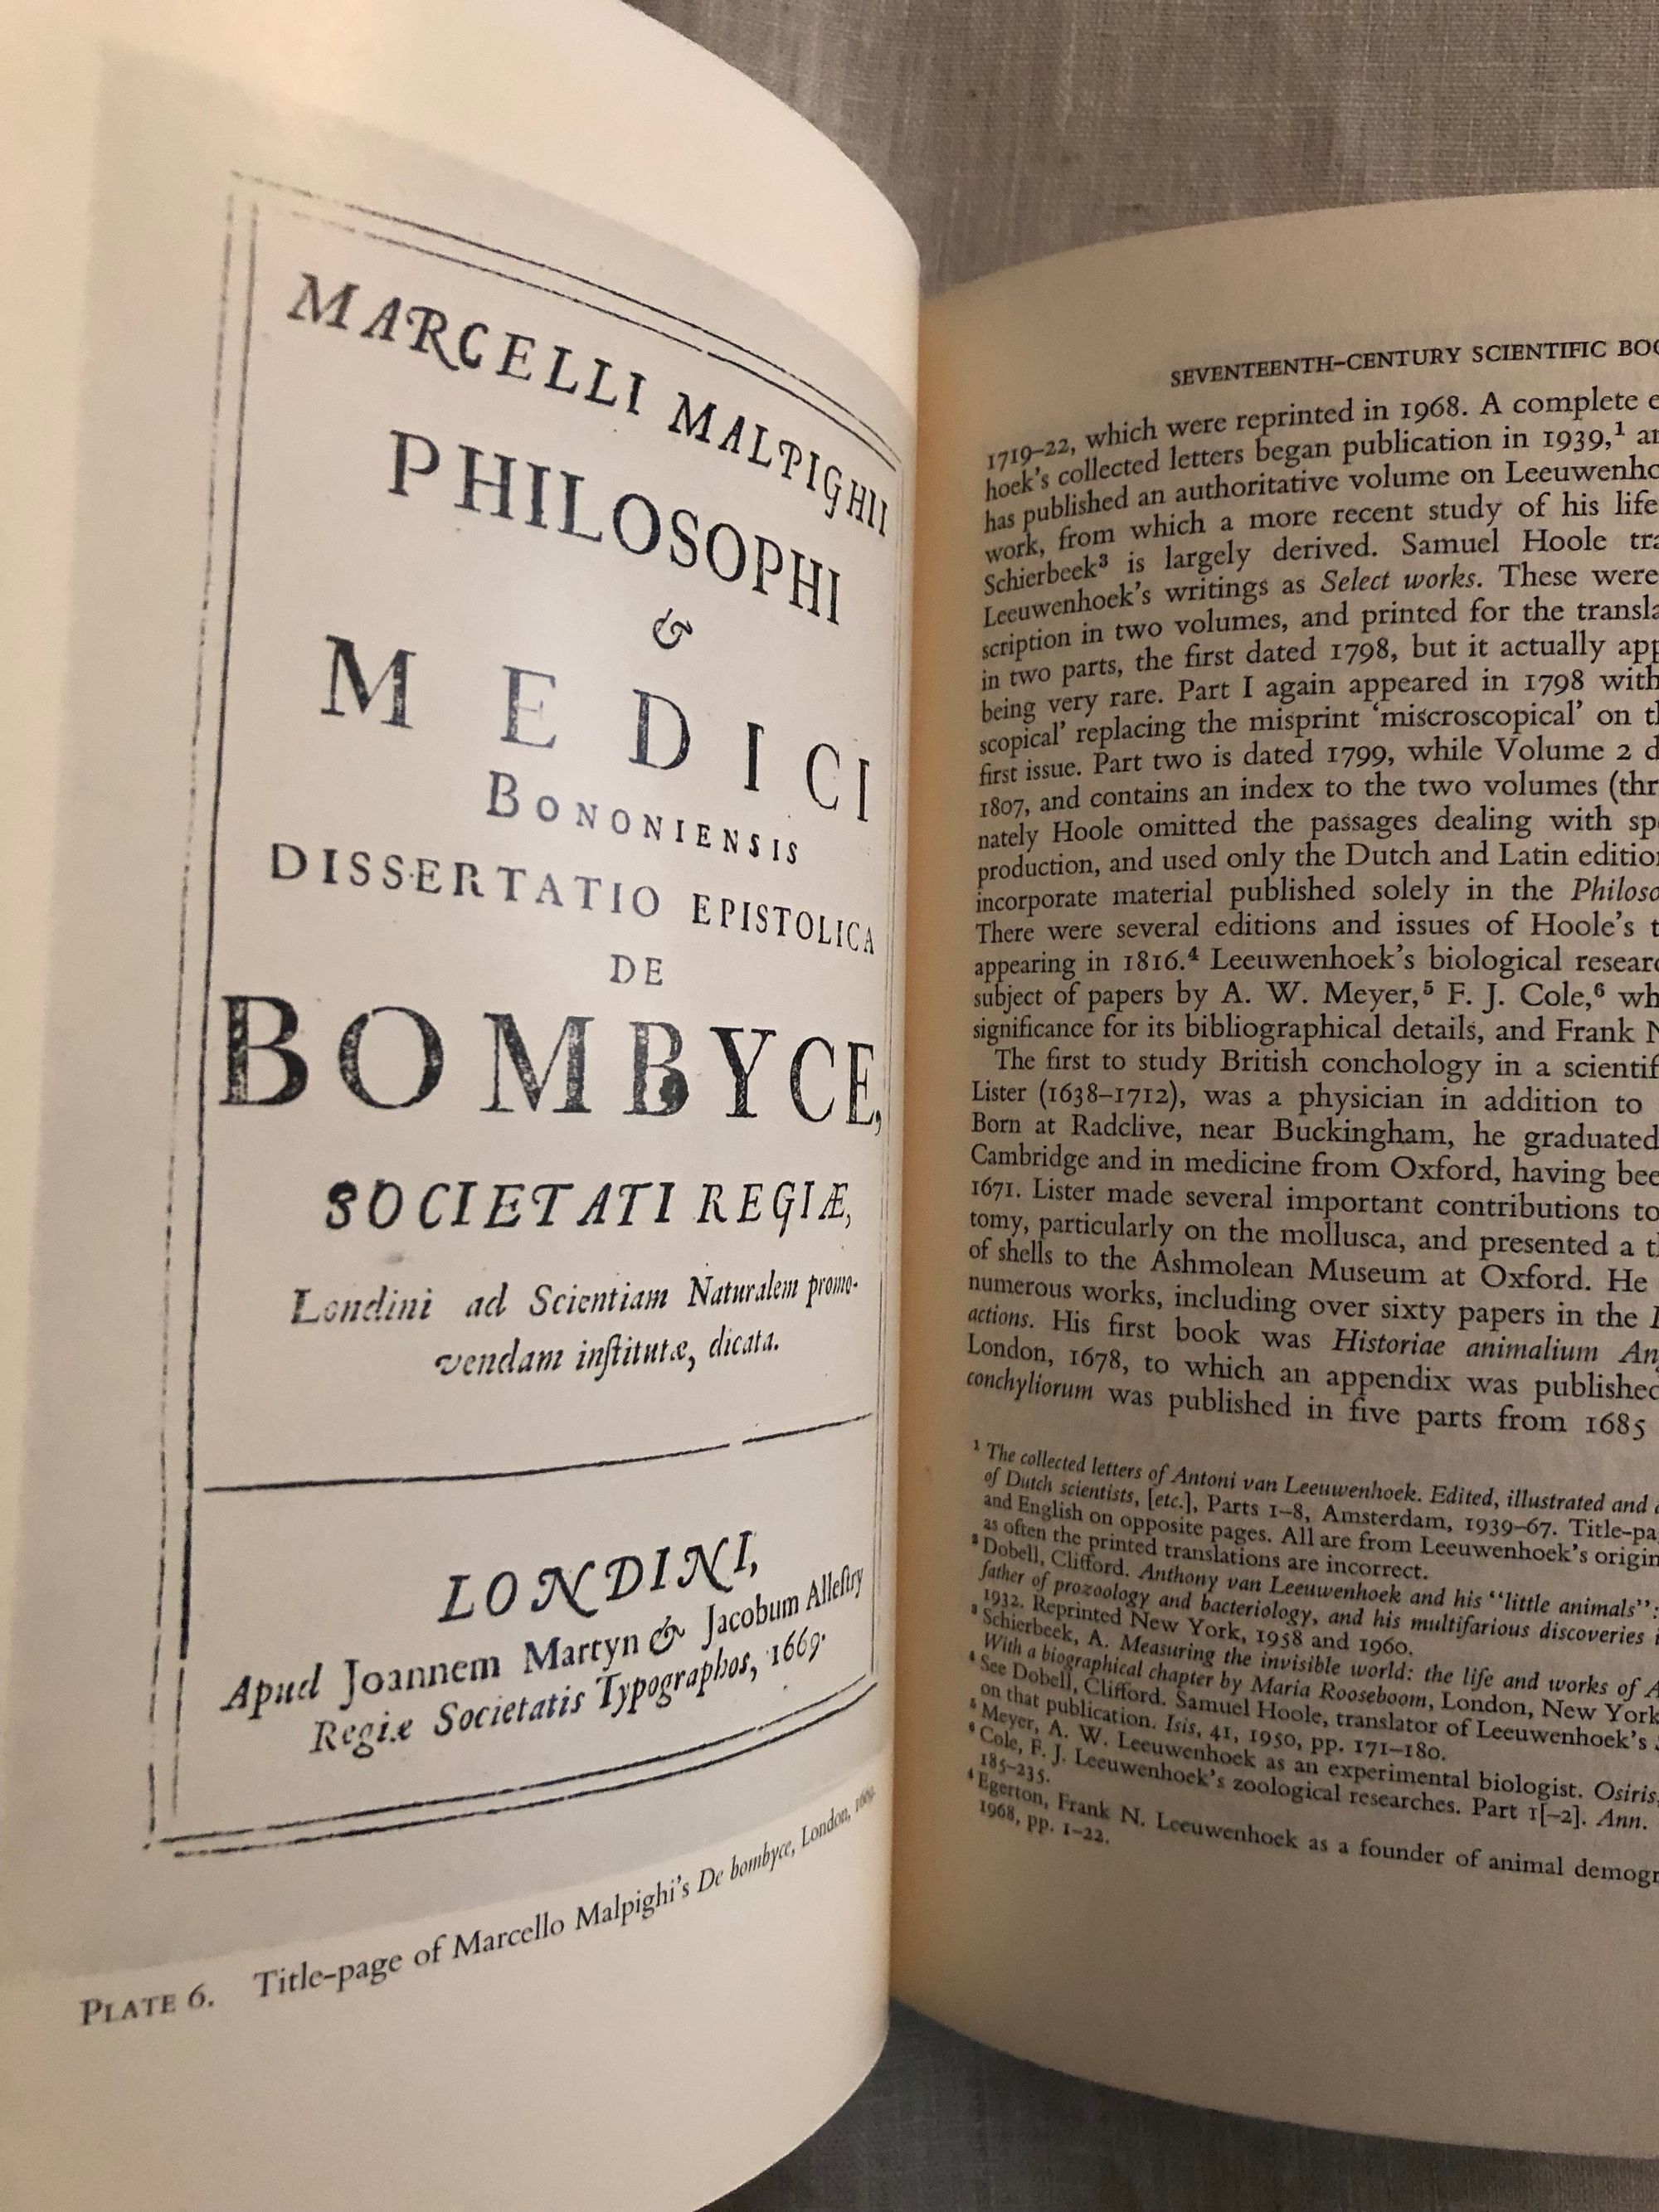 MARCELLI MALPIGHII
PHILOSOPHI
&
MEDICI
BONONIENSIS
DISSERTATIO EPISTOLICA
DE
BOMBYCE,
SOCIETATI REGIÆ,
Londini ad Scientiam Naturalem promo-
vendam inſtitutæ, dicata.
LONDINI,
Apud Joannem Martyn & Jacobum Alleſtry
Regiæ Societatis Typographos, 1669.
PLATE 6. Title-page of Marcello Malpighi's De bombyce, London, 1669.
SEVENTEENTH-CENTURY SCIENTIFIC
1719–22, which were reprinted in 1968. A complete
hoek's collected letters began publication in 1939,¹
has published an authoritative volume on
work, from which a more recent study of his life
Schierbeek³ is largely derived. Samuel Hoole
Leeuwenhoek's writings as Select works. These were
scription in two volumes, and printed for the
in two parts, the first dated 1798, but it actually
being very rare. Part I again appeared in 1798 with
scopical' replacing the misprint 'miscroscopical' on
first issue. Part two is dated 1799, while Volume 2
1807, and contains an index to the two volumes
nately Hoole omitted the passages dealing with
production, and used only the Dutch and Latin
incorporate material published solely in the
There were several editions and issues of Hoole's
appearing in 1816.⁴ Leeuwenhoek's biological
subject of papers by A. W. Meyer,⁵ F. J. Cole,⁶
significance for its bibliographical details, and Frank N
The first to study British conchology in a
Lister (1638–1712), was a physician in addition to
Born at Radclive, near Buckingham, he graduated
Cambridge and in medicine from Oxford, having
1671. Lister made several important contributions to
tomy, particularly on the mollusca, and presented a
of shells to the Ashmolean Museum at Oxford. He
numerous works, including over sixty papers in the
actions. His first book was Historiae animalium
London, 1678, to which an appendix was published
conchyliorum was published in five parts from 1685
¹ The collected letters of Antoni van Leeuwenhoek. Edited, illustrated and
of Dutch scientists, [etc.], Parts 1–8, Amsterdam, 1939–67.
and English on opposite pages. All are from Leeuwenhoek's
as often the printed translations are incorrect.
² Dobell, Clifford. Anthony van Leeuwenhoek and his "little animals":
father of prozoology and bacteriology, and his multifarious discoveries
1932. Reprinted New York, 1958 and 1960.
³ Schierbeek, A. Measuring the invisible world: the life and works of A
With a biographical chapter by Maria Rooseboom, London, New York
⁴ See Dobell, Clifford. Samuel Hoole, translator of Leeuwenhoek's
on that publication. Isis, 41, 1950, pp. 171–180.
⁵ Meyer, A. W. Leeuwenhoek as an experimental biologist. Osiris,
⁶ Cole, F. J. Leeuwenhoek's zoological researches. Part 1[–2]. Ann.
185–235.
⁴ Egerton, Frank N. Leeuwenhoek as a founder of animal
1968, pp. 1–22.